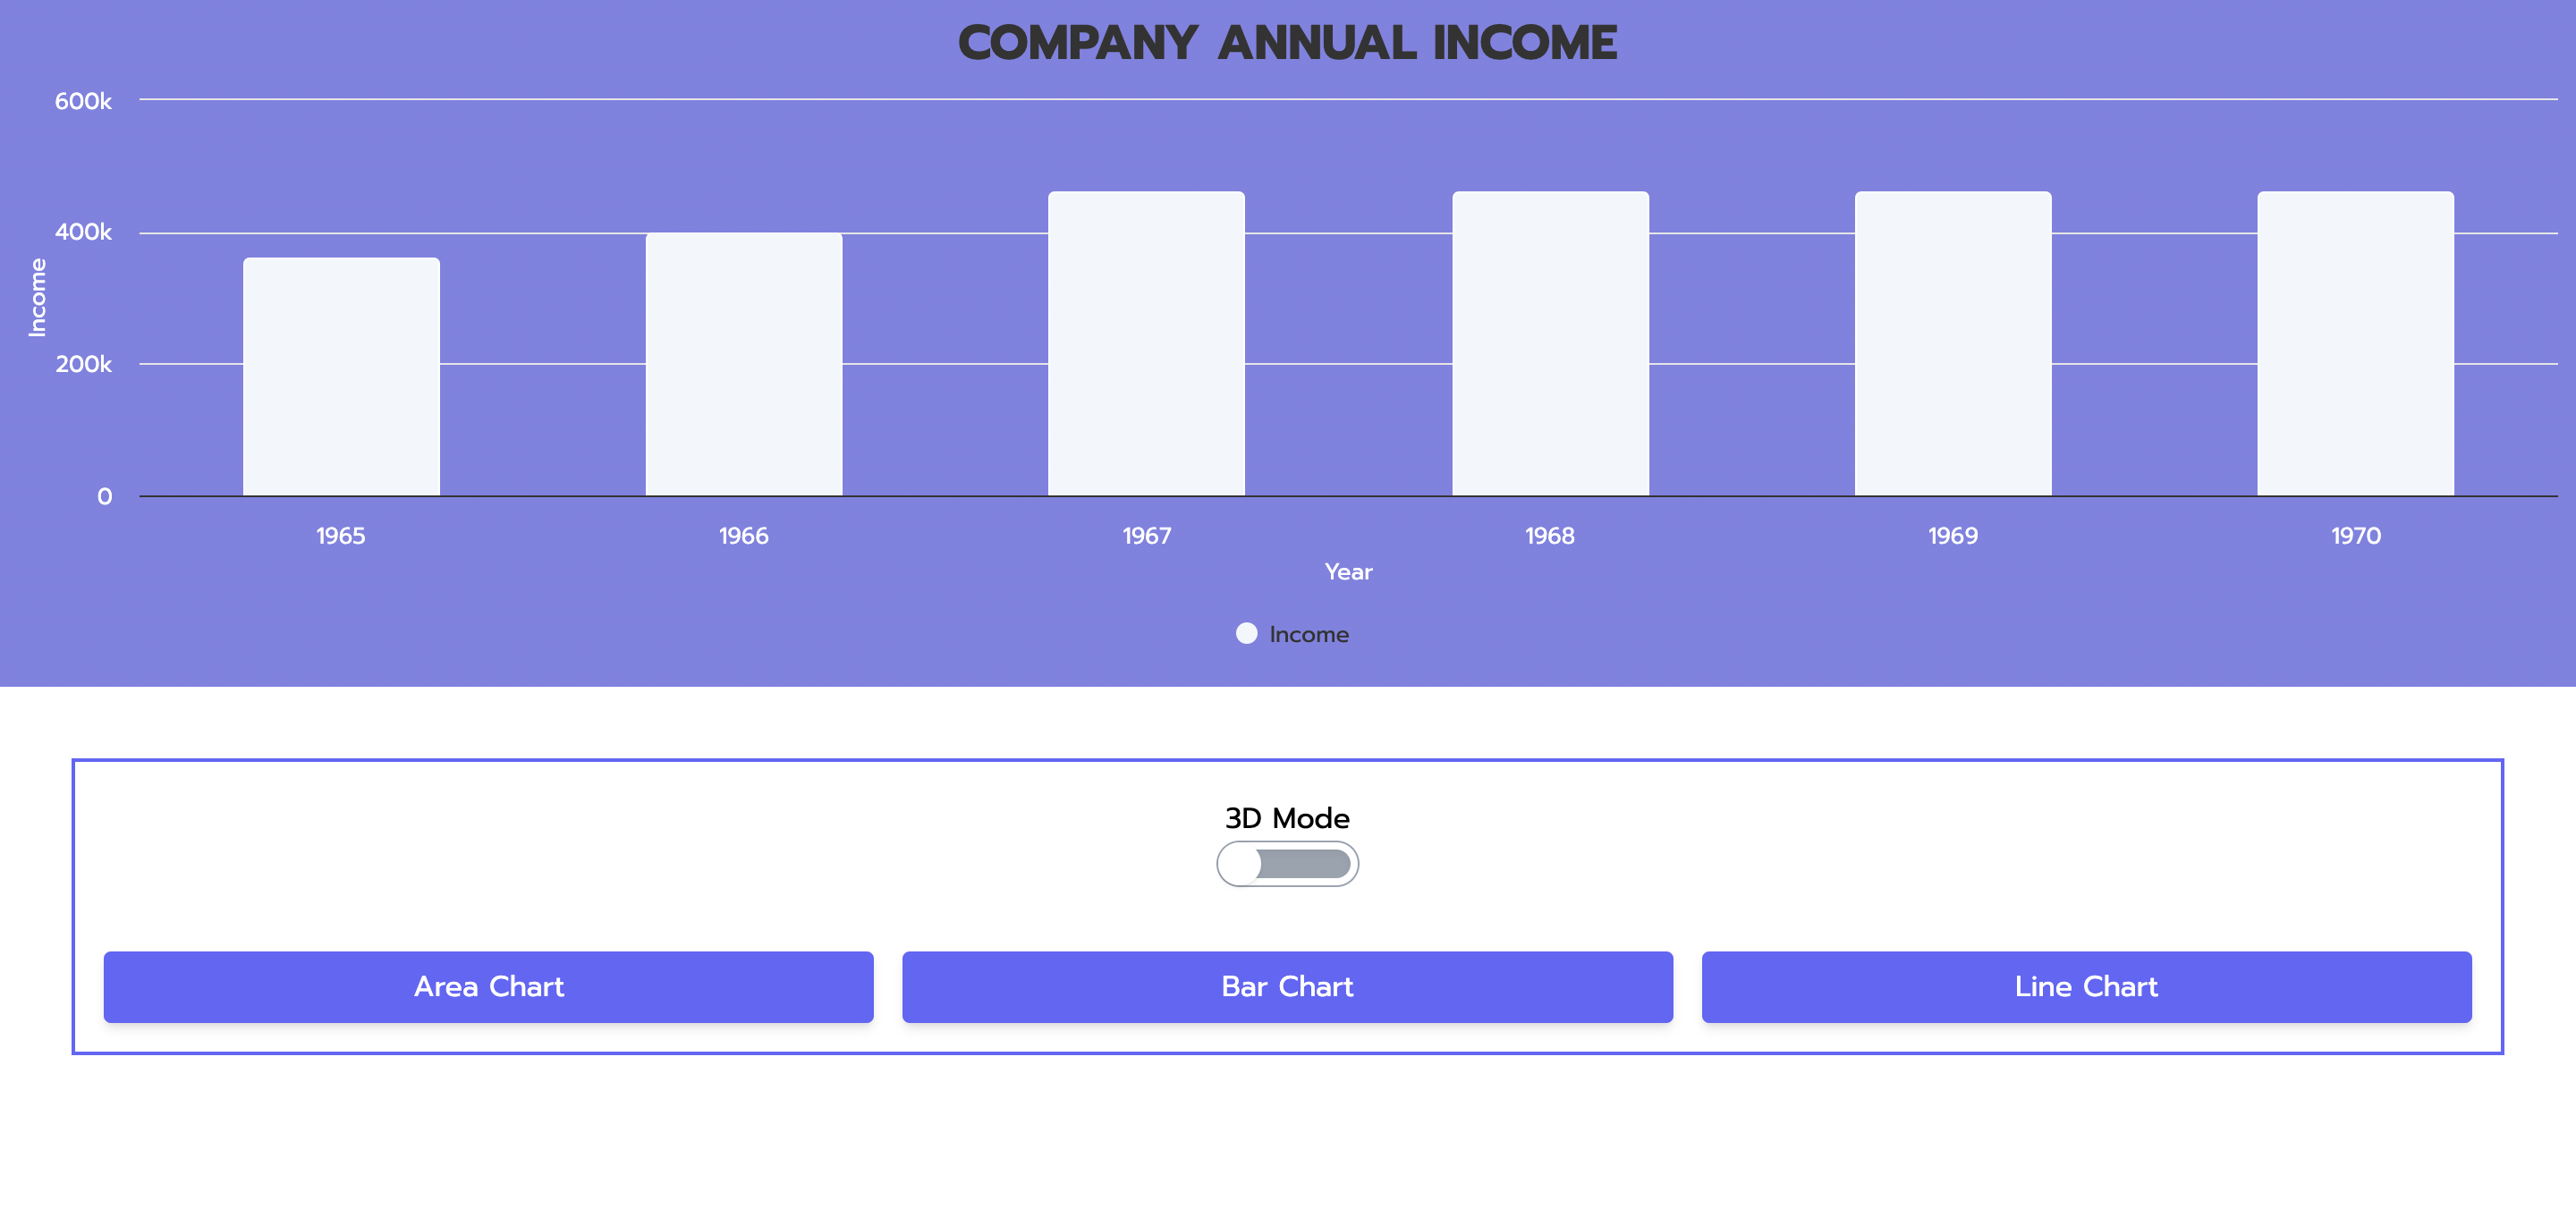 COMPANY ANNUAL INCOME
600k
400k
200k
0
Income
1965 1966 1967 1968 1969 1970
Year
Income
3D Mode
Area Chart Bar Chart Line Chart